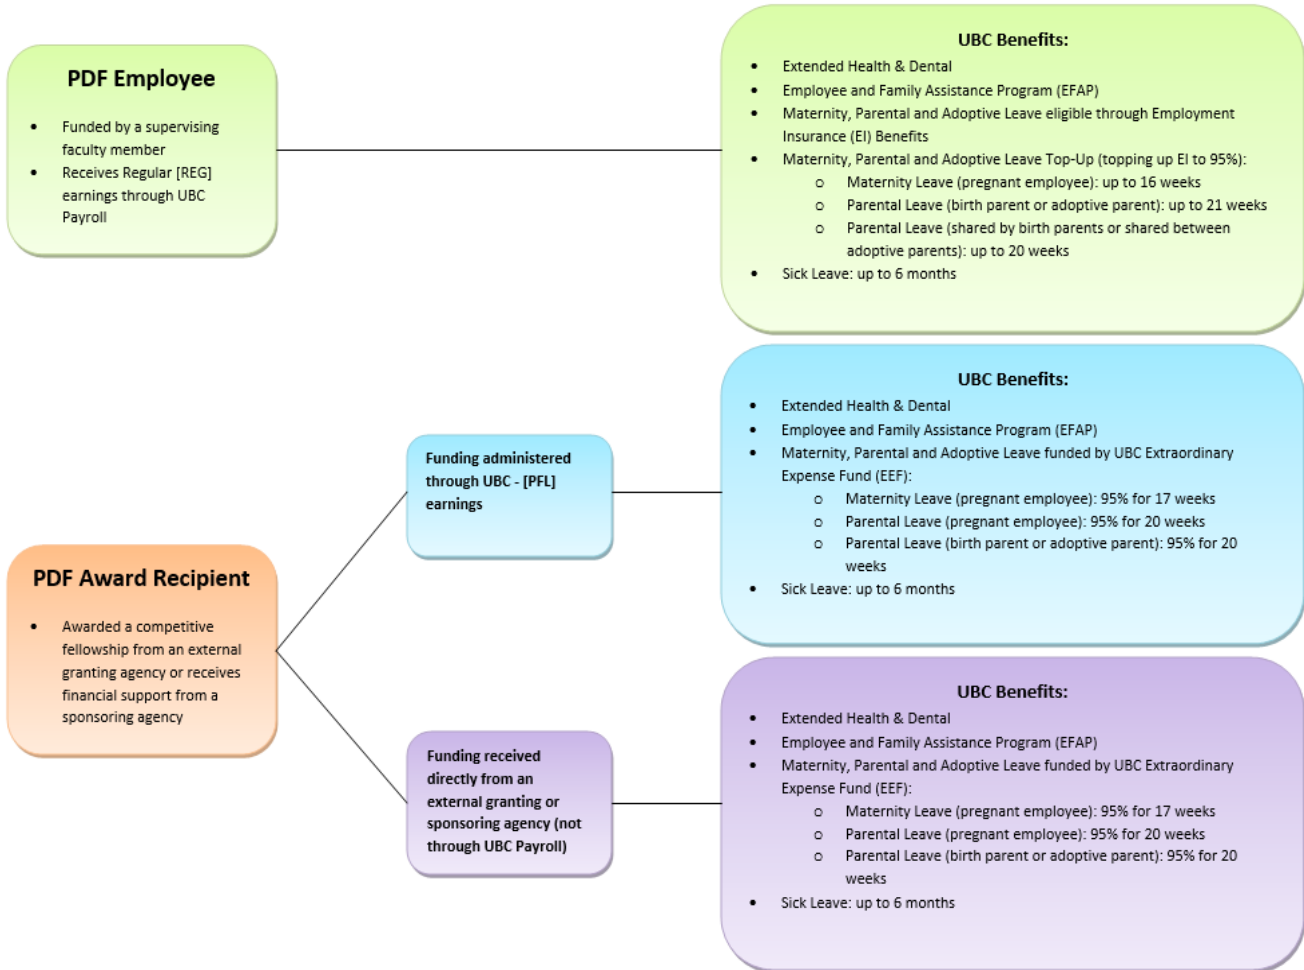 PDF Employee
• Funded by a supervising
faculty member
• Receives Regular [REG]
earnings through UBC
Payroll
UBC Benefits:
• Extended Health & Dental
• Employee and Family Assistance Program (EFAP)
• Maternity, Parental and Adoptive Leave eligible through Employment
Insurance (EI) Benefits
• Maternity, Parental and Adoptive Leave Top-Up (topping up EI to 95%):
o Maternity Leave (pregnant employee): up to 16 weeks
o Parental Leave (birth parent or adoptive parent): up to 21 weeks
o Parental Leave (shared by birth parents or shared between
adoptive parents): up to 20 weeks
• Sick Leave: up to 6 months
PDF Award Recipient
• Awarded a competitive
fellowship from an external
granting agency or receives
financial support from a
sponsoring agency
Funding administered
through UBC - [PFL]
earnings
UBC Benefits:
• Extended Health & Dental
• Employee and Family Assistance Program (EFAP)
• Maternity, Parental and Adoptive Leave funded by UBC Extraordinary
Expense Fund (EEF):
o Maternity Leave (pregnant employee): 95% for 17 weeks
o Parental Leave (pregnant employee): 95% for 20 weeks
o Parental Leave (birth parent or adoptive parent): 95% for 20
weeks
• Sick Leave: up to 6 months
Funding received
directly from an
external granting or
sponsoring agency (not
through UBC Payroll)
UBC Benefits:
• Extended Health & Dental
• Employee and Family Assistance Program (EFAP)
• Maternity, Parental and Adoptive Leave funded by UBC Extraordinary
Expense Fund (EEF):
o Maternity Leave (pregnant employee): 95% for 17 weeks
o Parental Leave (pregnant employee): 95% for 20 weeks
o Parental Leave (birth parent or adoptive parent): 95% for 20
weeks
• Sick Leave: up to 6 months